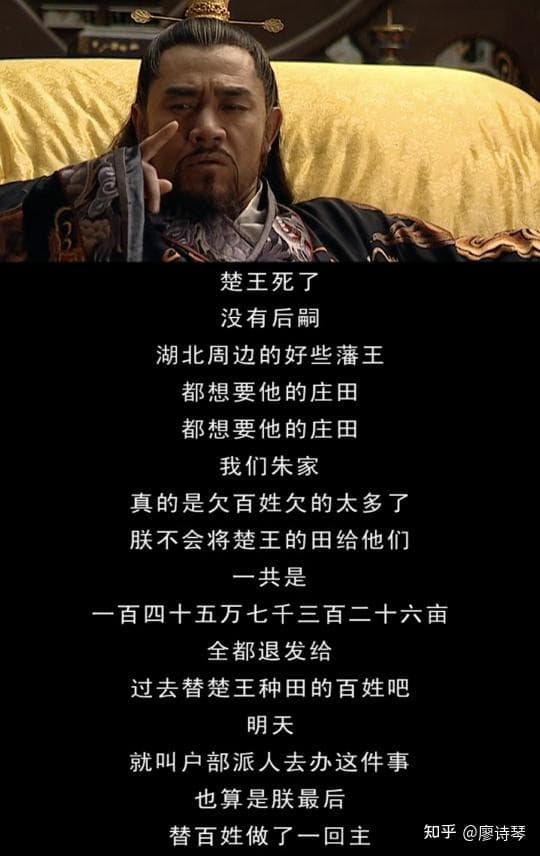 楚王死了
没有后嗣
湖北周边的好些藩王
都想要他的庄田
都想要他的庄田
我们朱家
真的是欠百姓欠的太多了
朕不会将楚王的田给他们
一共是
一百四十五万七千三百二十六亩
全都退发给
过去替楚王种田的百姓吧
明天
就叫户部派人去办这件事
也算是朕最后
替百姓做了一回主
知乎 @廖诗琴